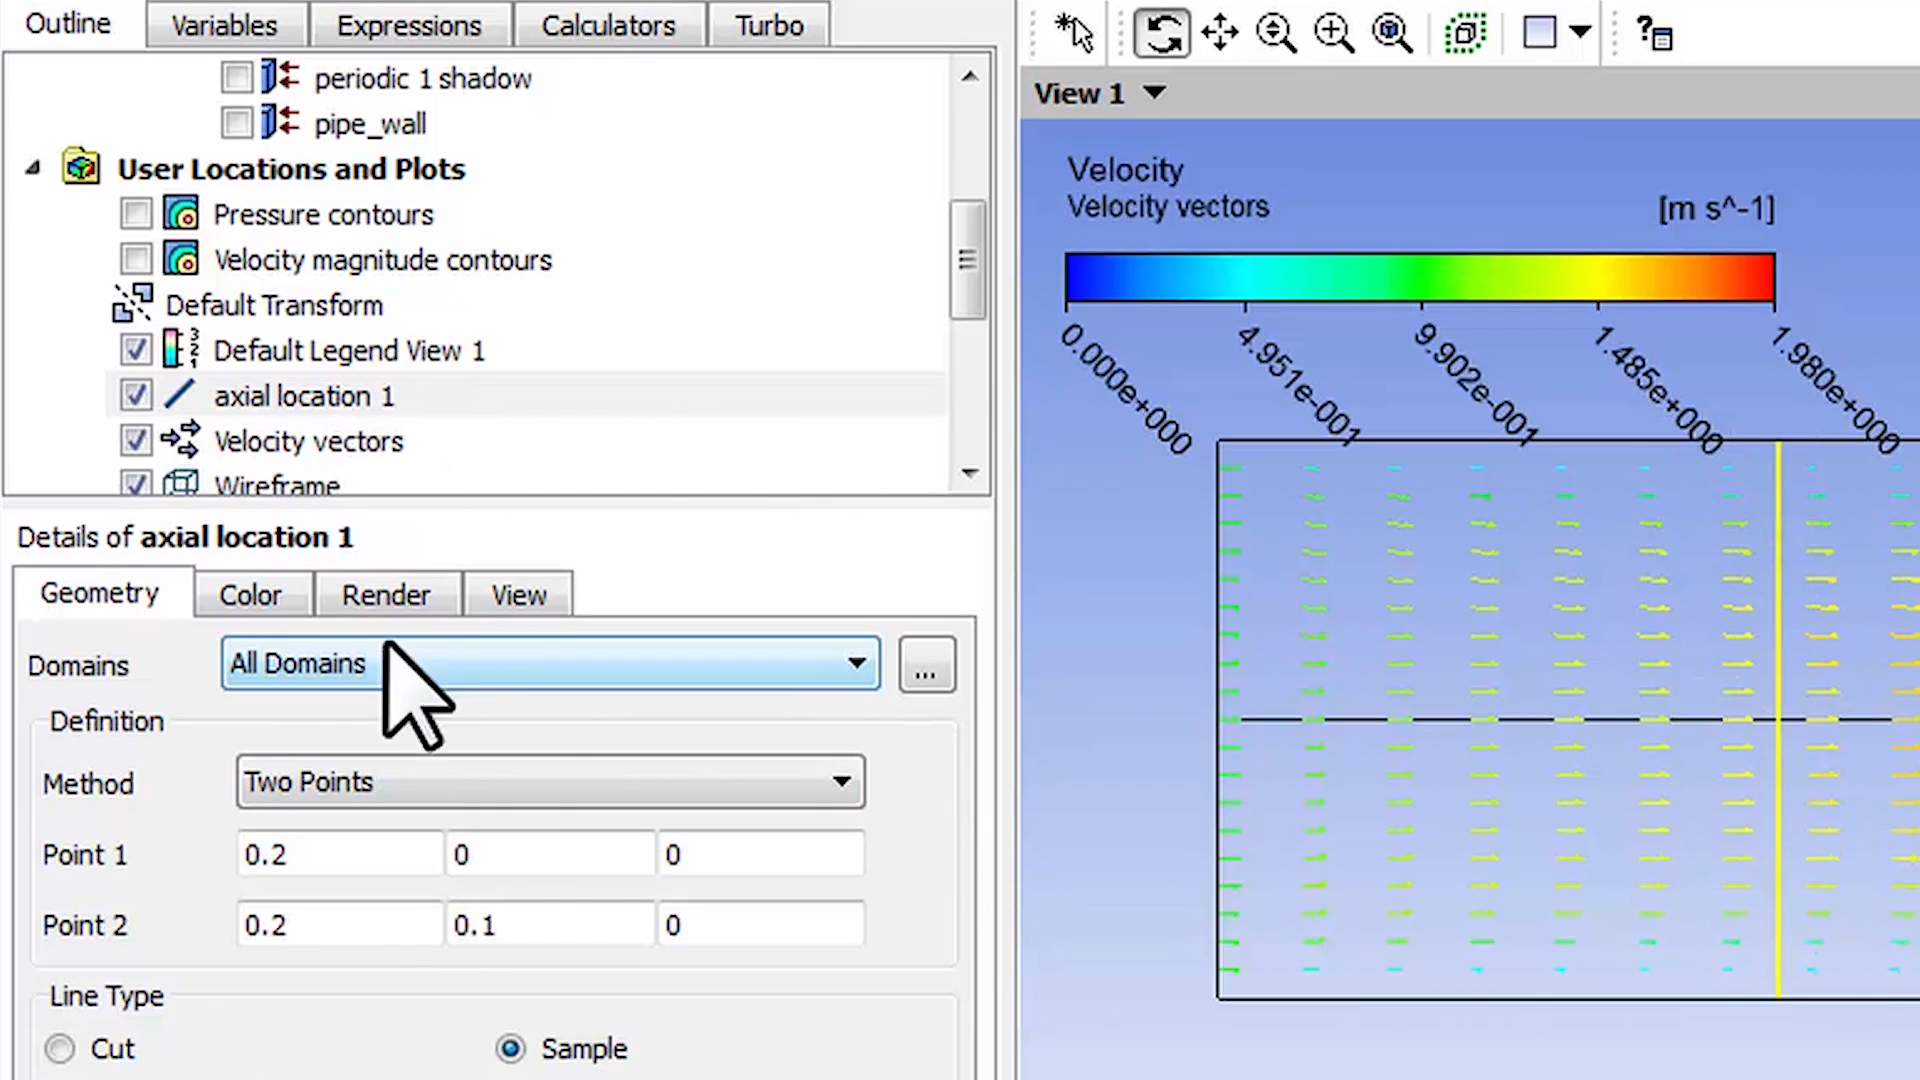 Outline Variables Expressions Calculators Turbo
periodic 1 shadow
pipe_wall
User Locations and Plots
Pressure contours
Velocity magnitude contours
Default Transform
Default Legend View 1
axial location 1
Velocity vectors
Wireframe
Details of axial location 1
Geometry Color Render View
Domains All Domains ...
Definition
Method Two Points
Point 1 0.2 0 0
Point 2 0.2 0.1 0
Line Type
Cut Sample
View 1
Velocity
Velocity vectors [m s^-1]
0.000e+000 4.951e-001 9.902e-001 1.485e+000 1.980e+000